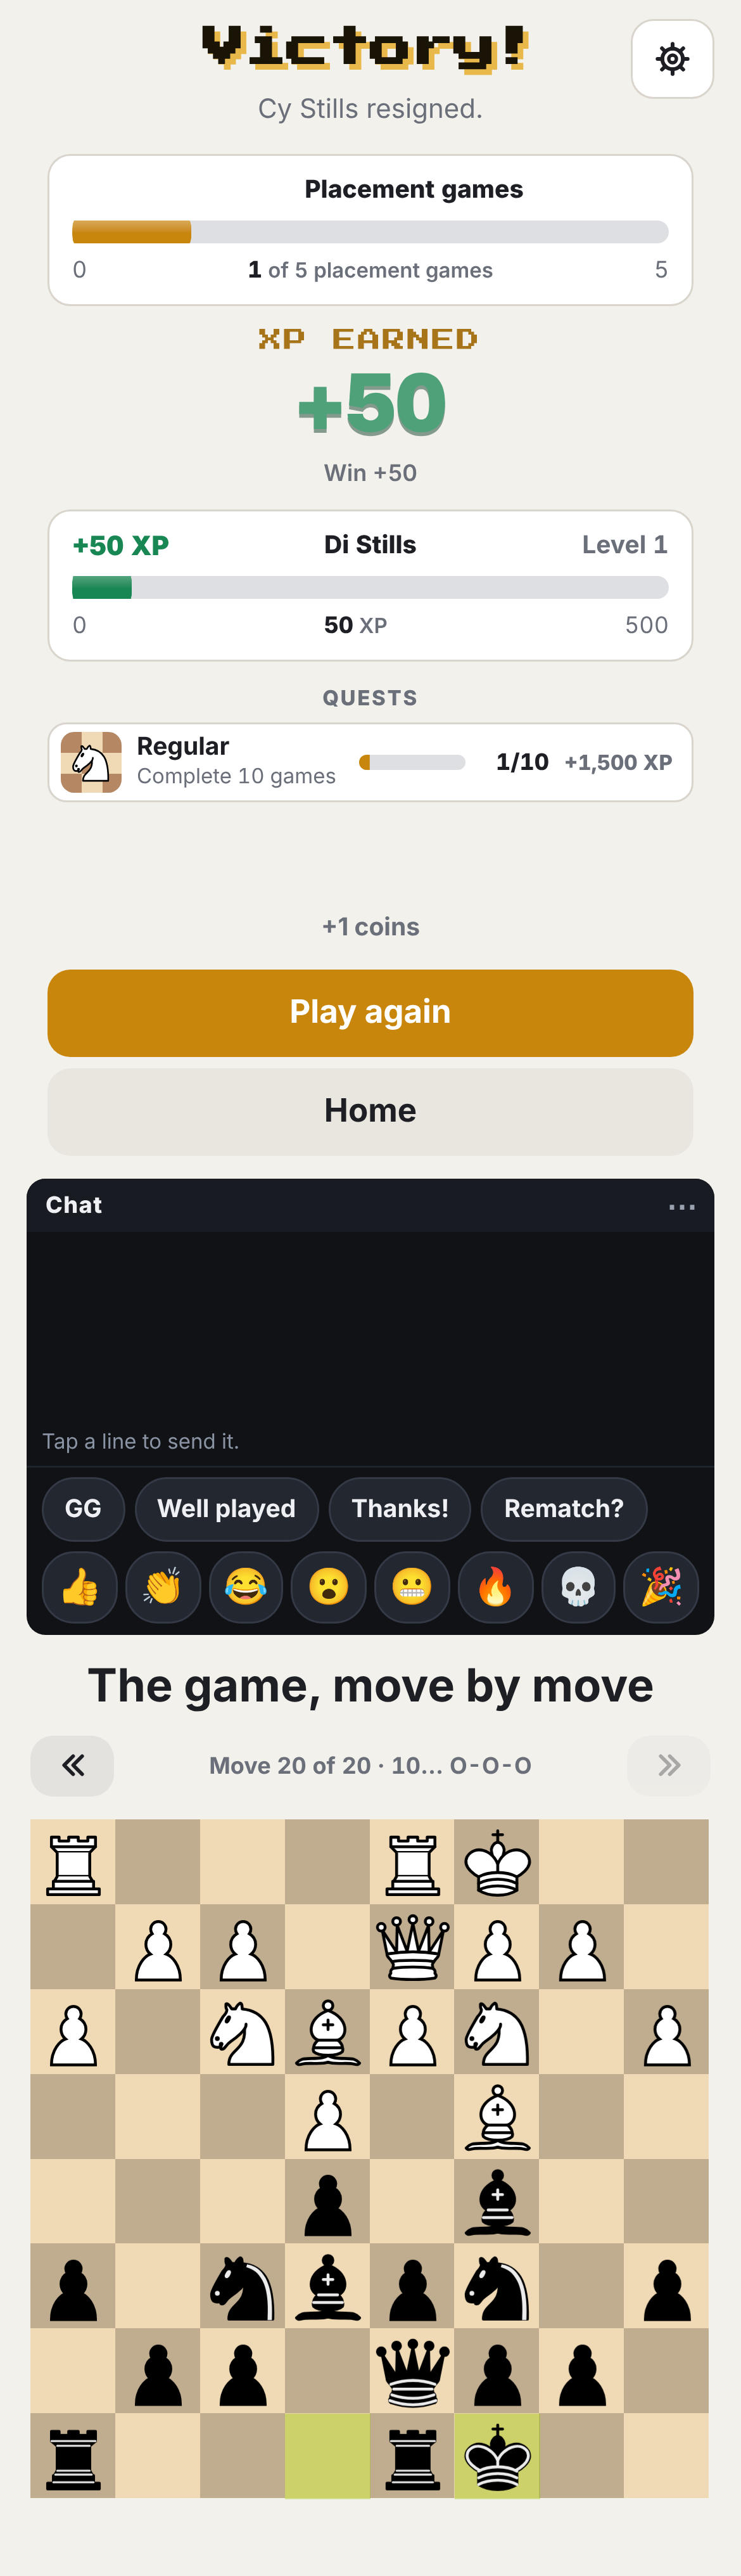 Victory!
Cy Stills resigned.
Placement games
0 1 of 5 placement games 5
XP EARNED
+50
Win +50
+50 XP Di Stills Level 1
0 50 XP 500
QUESTS
Regular
Complete 10 games
1/10 +1,500 XP
+1 coins
Play again
Home
Chat
Tap a line to send it.
GG Well played Thanks! Rematch?
The game, move by move
Move 20 of 20 · 10... O-O-O